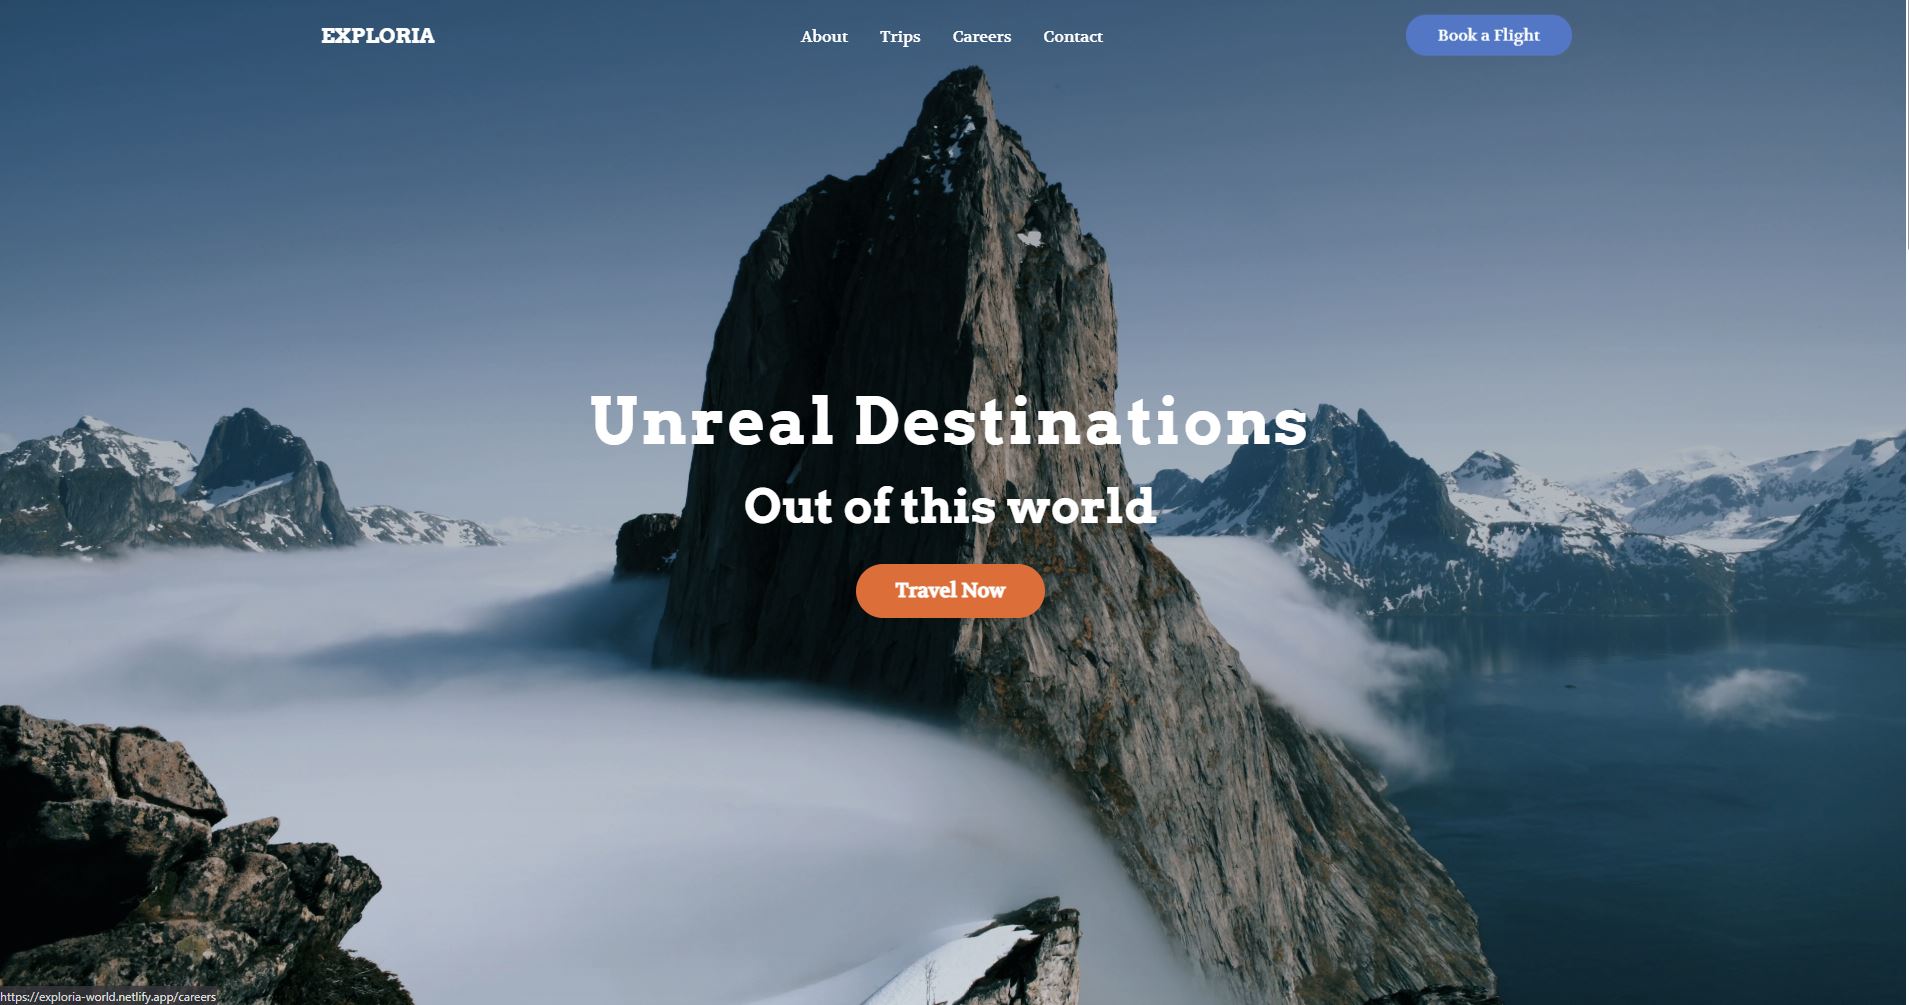 EXPLORIA
About Trips Careers Contact
Book a Flight
Unreal Destinations
Out of this world
Travel Now
https://exploria-world.netlify.app/careers